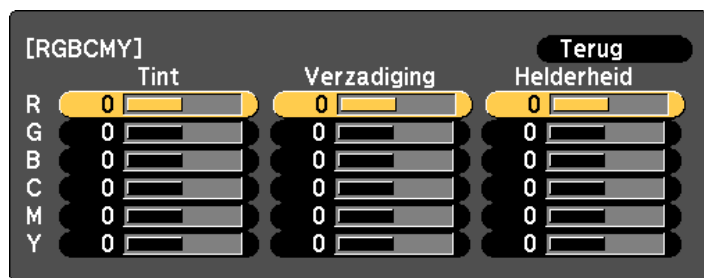 [RGBCMY] Terug
Tint Verzadiging Helderheid
R 0 0 0
G 0 0 0
B 0 0 0
C 0 0 0
M 0 0 0
Y 0 0 0